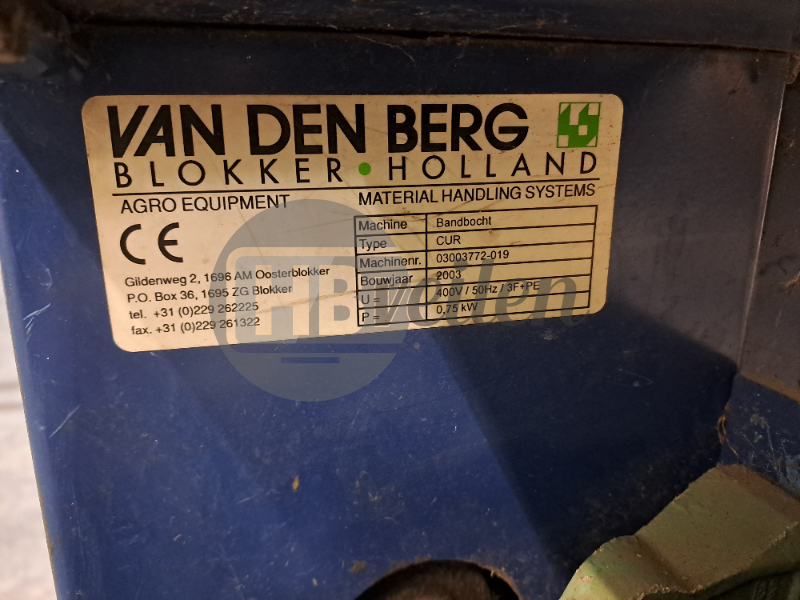 VAN DEN BERG
BLOKKER • HOLLAND
AGRO EQUIPMENT
MATERIAL HANDLING SYSTEMS
CE
Gildenweg 2, 1696 AM Oosterblokker
P.O. Box 36, 1695 ZG Blokker
tel. +31 (0)229 262225
fax. +31 (0)229 261322
Machine Bandbocht
Type CUR
Machinenr. 03003772-019
Bouwjaar 2003
U = 400V / 50Hz / 3F+PE
P = 0,75 kW
HBVeiden